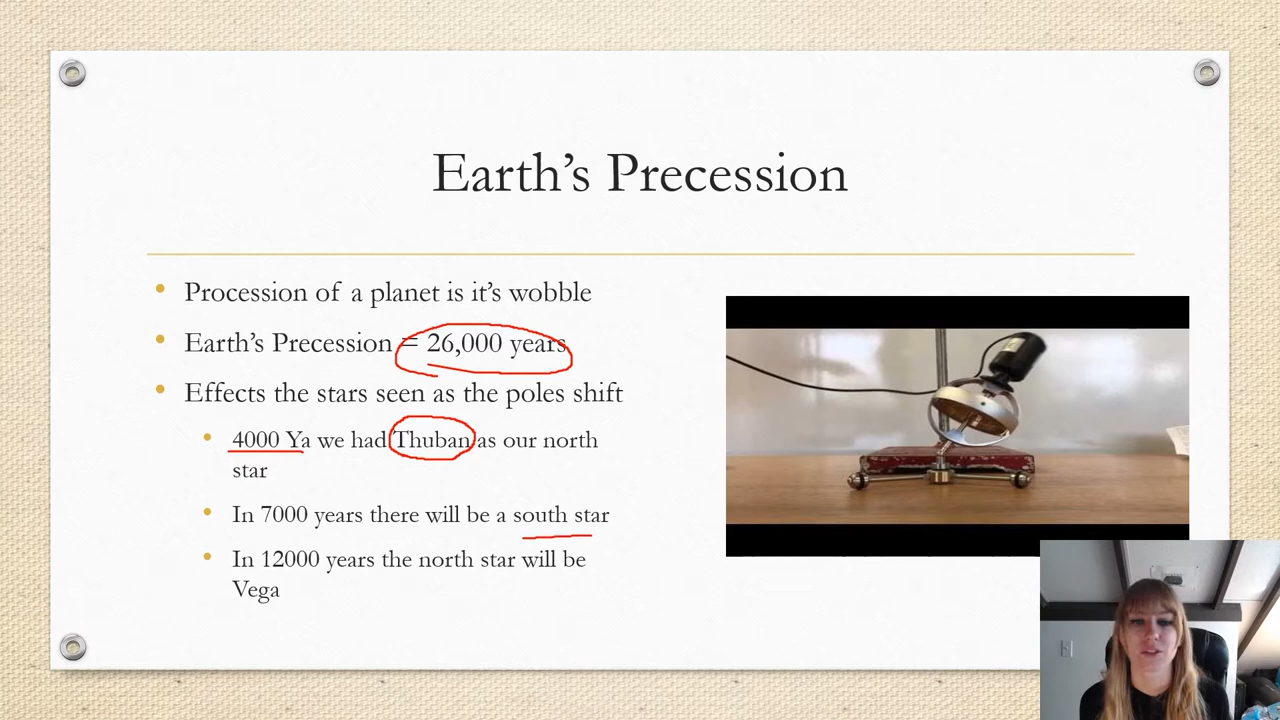 Earth’s Precession
Procession of a planet is it’s wobble
Earth’s Precession = 26,000 years
Effects the stars seen as the poles shift
4000 Ya we had Thuban as our north
star
In 7000 years there will be a south star
In 12000 years the north star will be
Vega